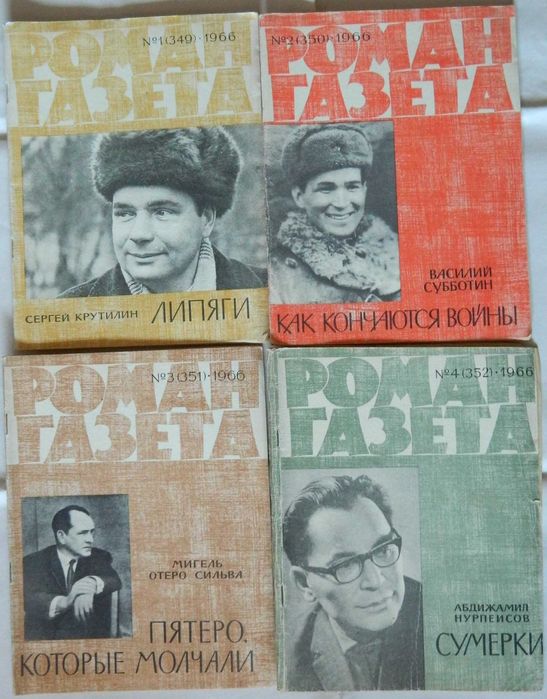 №1(349)·1966
РОМАН
ГАЗЕТА
СЕРГЕЙ КРУТИЛИН ЛИПЯГИ
№2(350)·1966
РОМАН
ГАЗЕТА
ВАСИЛИЙ
СУББОТИН
КАК КОНЧАЮТСЯ ВОЙНЫ
№3(351)·1966
РОМАН
ГАЗЕТА
МИГЕЛЬ
ОТЕРО СИЛЬВА
ПЯТЕРО,
КОТОРЫЕ МОЛЧАЛИ
№4(352)·1966
РОМАН
ГАЗЕТА
АБДИЖАМИЛ
НУРПЕИСОВ
СУМЕРКИ